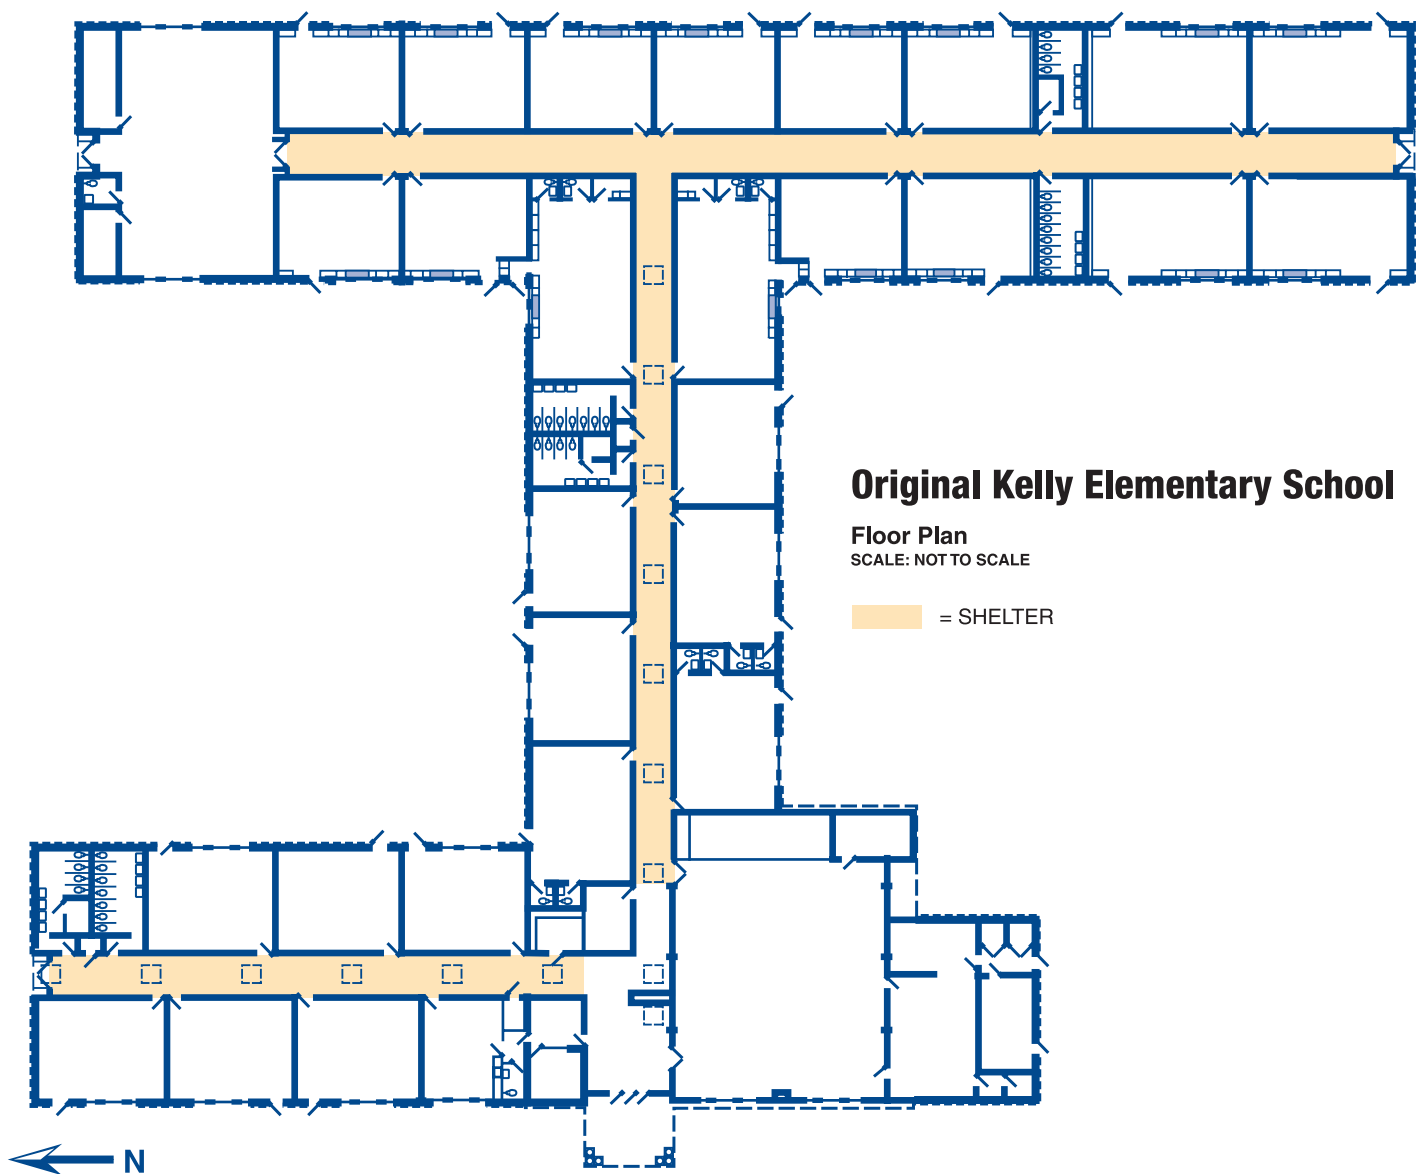 Original Kelly Elementary School
Floor Plan
SCALE: NOT TO SCALE
= SHELTER
N